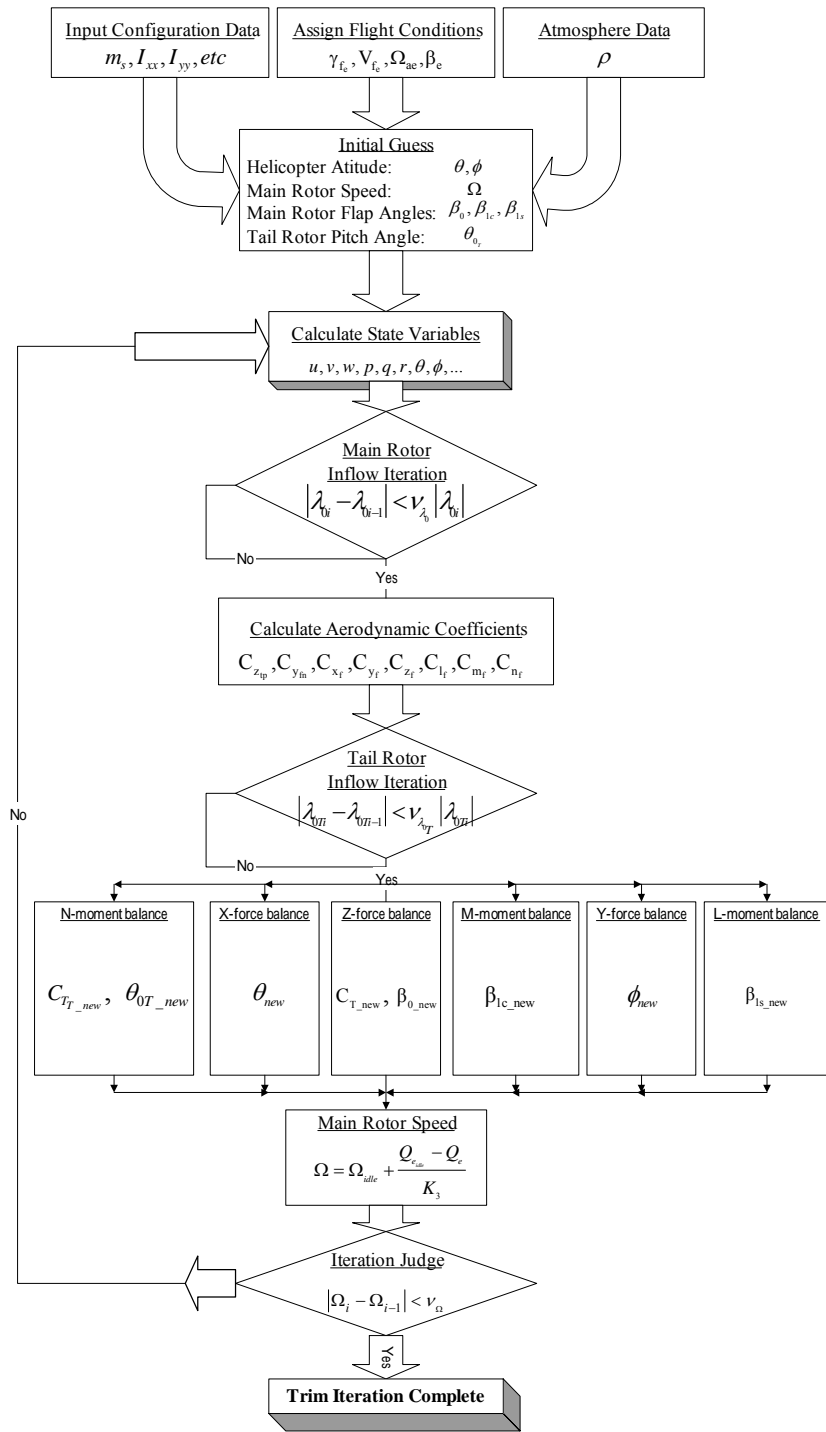 Input Configuration Data
m_s, I_xx, I_yy, etc
Assign Flight Conditions
γ_fe, V_fe, Ω_ae, β_e
Atmosphere Data
ρ
Initial Guess
Helicopter Atitude: θ, ϕ
Main Rotor Speed: Ω
Main Rotor Flap Angles: β_0, β_1c, β_1s
Tail Rotor Pitch Angle: θ_0T
Calculate State Variables
u, v, w, p, q, r, θ, ϕ, ...
Main Rotor
Inflow Iteration
|λ_0i − λ_0i−1| < ν_λ0 |λ_0i|
No
Yes
Calculate Aerodynamic Coefficients
C_ztp, C_yfn, C_xf, C_yf, C_zf, C_lf, C_mf, C_nf
Tail Rotor
Inflow Iteration
|λ_0Ti − λ_0Ti−1| < ν_λ0T |λ_0Ti|
No
No
Yes
N-moment balance
C_TT_new, θ_0T_new
X-force balance
θ_new
Z-force balance
C_T_new, β_0_new
M-moment balance
β_1c_new
Y-force balance
ϕ_new
L-moment balance
β_1s_new
Main Rotor Speed
Ω = Ω_idle + (Q_e_idle − Q_e) / K_3
Iteration Judge
|Ω_i − Ω_i−1| < ν_Ω
Yes
Trim Iteration Complete